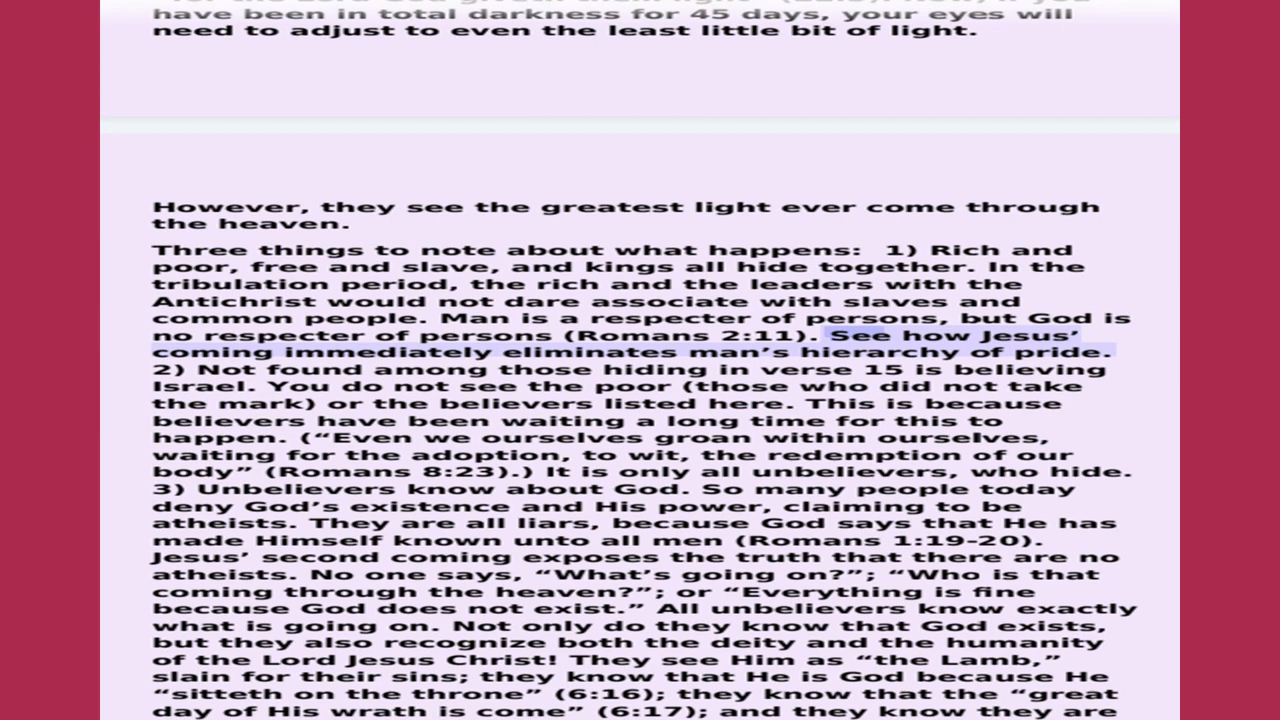 have been in total darkness for 45 days, your eyes will
need to adjust to even the least little bit of light.
However, they see the greatest light ever come through
the heaven.
Three things to note about what happens:  1) Rich and
poor, free and slave, and kings all hide together. In the
tribulation period, the rich and the leaders with the
Antichrist would not dare associate with slaves and
common people. Man is a respecter of persons, but God is
no respecter of persons (Romans 2:11). See how Jesus’
coming immediately eliminates man’s hierarchy of pride.
2) Not found among those hiding in verse 15 is believing
Israel. You do not see the poor (those who did not take
the mark) or the believers listed here. This is because
believers have been waiting a long time for this to
happen. (“Even we ourselves groan within ourselves,
waiting for the adoption, to wit, the redemption of our
body” (Romans 8:23).) It is only all unbelievers, who hide.
3) Unbelievers know about God. So many people today
deny God’s existence and His power, claiming to be
atheists. They are all liars, because God says that He has
made Himself known unto all men (Romans 1:19-20).
Jesus’ second coming exposes the truth that there are no
atheists. No one says, “What’s going on?”; “Who is that
coming through the heaven?”; or “Everything is fine
because God does not exist.” All unbelievers know exactly
what is going on. Not only do they know that God exists,
but they also recognize both the deity and the humanity
of the Lord Jesus Christ! They see Him as “the Lamb,”
slain for their sins; they know that He is God because He
“sitteth on the throne” (6:16); they know that the “great
day of His wrath is come” (6:17); and they know they are